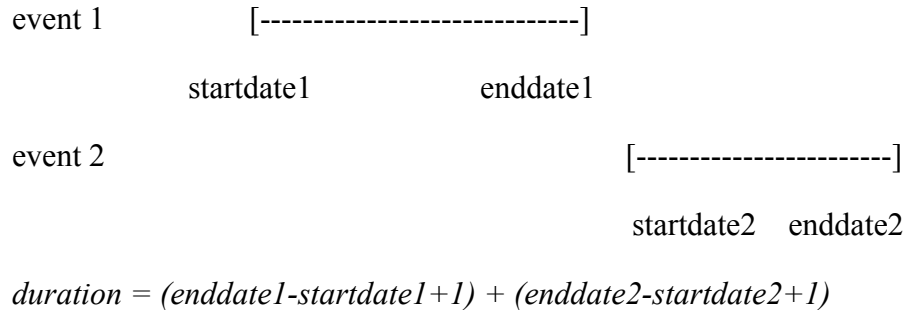 event 1 [------------------------------]
startdate1 enddate1
event 2 [------------------------]
startdate2 enddate2
duration = (enddate1-startdate1+1) + (enddate2-startdate2+1)